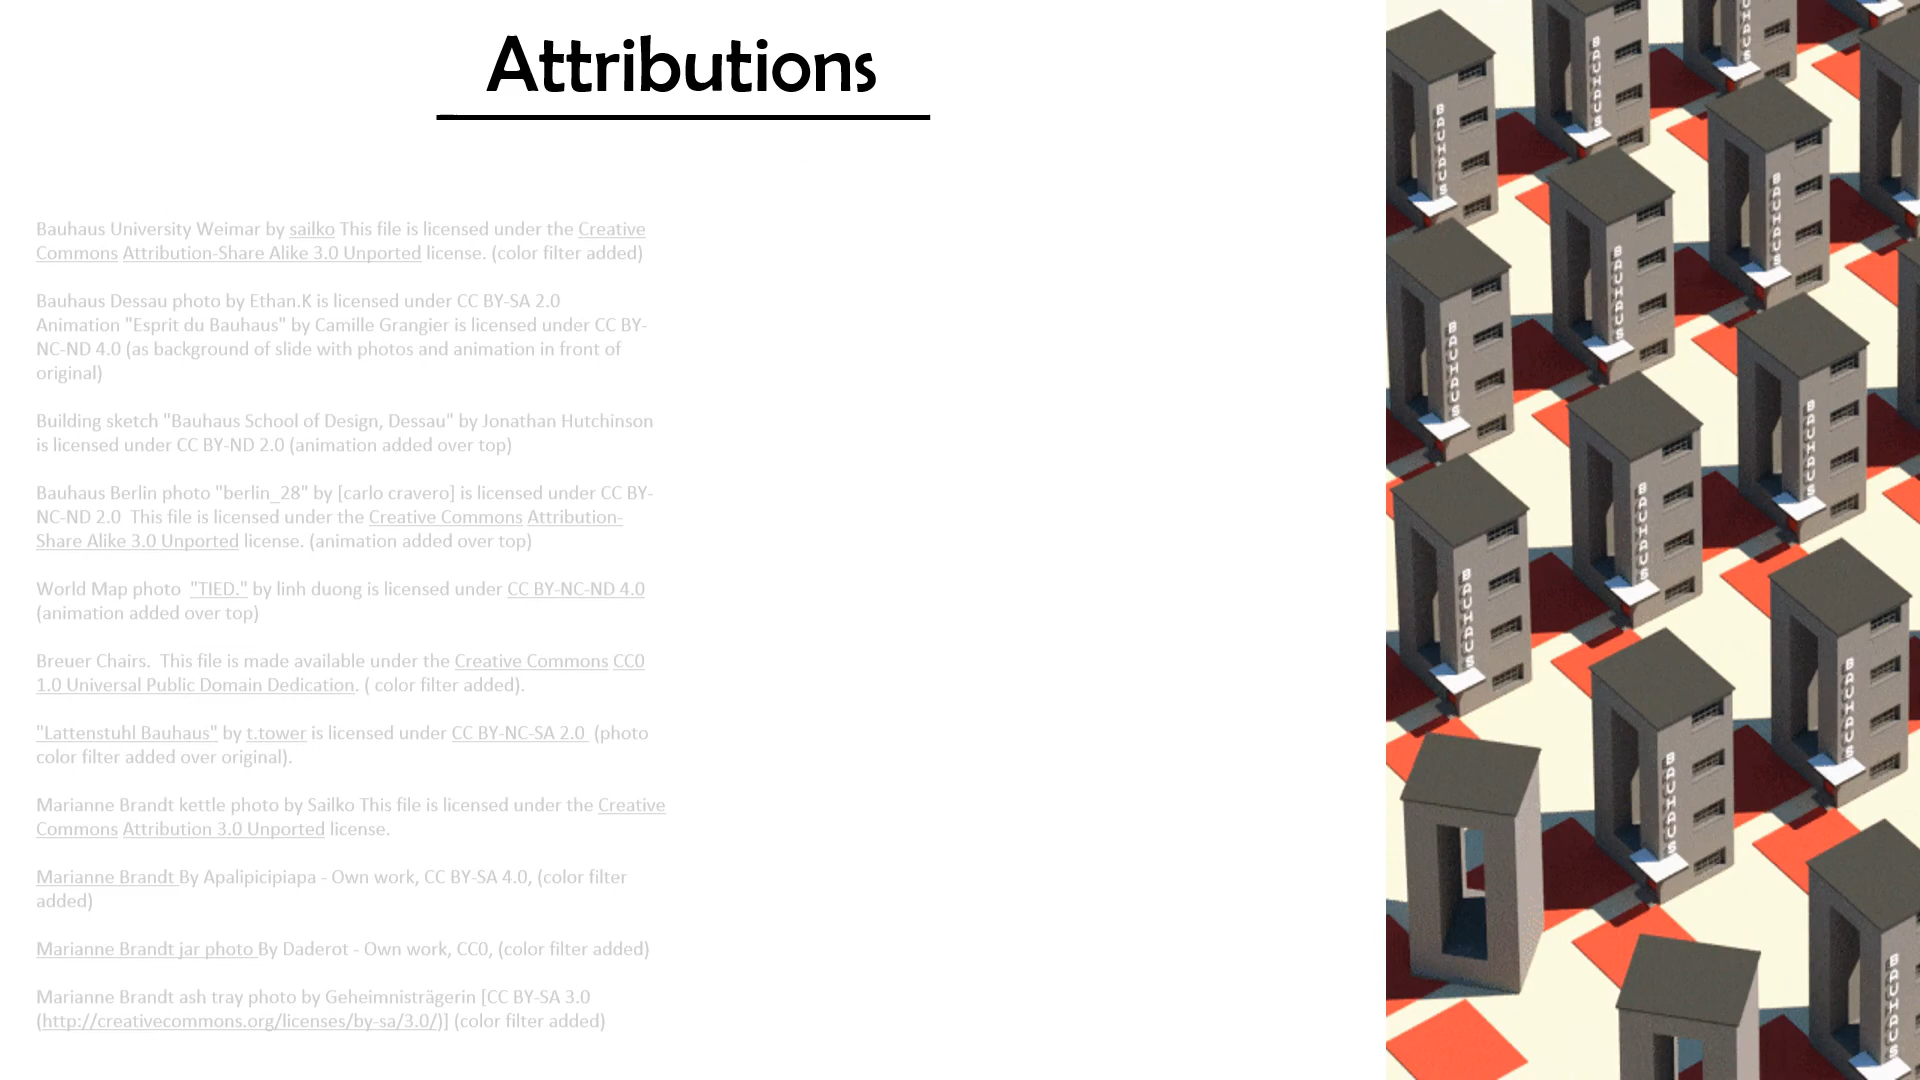 Attributions
Bauhaus University Weimar by sailko This file is licensed under the Creative
Commons Attribution-Share Alike 3.0 Unported license. (color filter added)
Bauhaus Dessau photo by Ethan.K is licensed under CC BY-SA 2.0
Animation "Esprit du Bauhaus" by Camille Grangier is licensed under CC BY-
NC-ND 4.0 (as background of slide with photos and animation in front of
original)
Building sketch "Bauhaus School of Design, Dessau" by Jonathan Hutchinson
is licensed under CC BY-ND 2.0 (animation added over top)
Bauhaus Berlin photo "berlin_28" by [carlo cravero] is licensed under CC BY-
NC-ND 2.0  This file is licensed under the Creative Commons Attribution-
Share Alike 3.0 Unported license. (animation added over top)
World Map photo  "TIED." by linh duong is licensed under CC BY-NC-ND 4.0
(animation added over top)
Breuer Chairs.  This file is made available under the Creative Commons CC0
1.0 Universal Public Domain Dedication. ( color filter added).
"Lattenstuhl Bauhaus" by t.tower is licensed under CC BY-NC-SA 2.0  (photo
color filter added over original).
Marianne Brandt kettle photo by Sailko This file is licensed under the Creative
Commons Attribution 3.0 Unported license.
Marianne Brandt By Apalipicipiapa - Own work, CC BY-SA 4.0, (color filter
added)
Marianne Brandt jar photo By Daderot - Own work, CC0, (color filter added)
Marianne Brandt ash tray photo by Geheimnisträgerin [CC BY-SA 3.0
(http://creativecommons.org/licenses/by-sa/3.0/)] (color filter added)
BAUHAUS
BAUHAUS
BAUHAUS
BAUHAUS
BAUHAUS
BAUHAUS
BAUHAUS
BAUHAUS
BAUHAUS
BAUHAUS
BAUHAUS
BAUHAUS